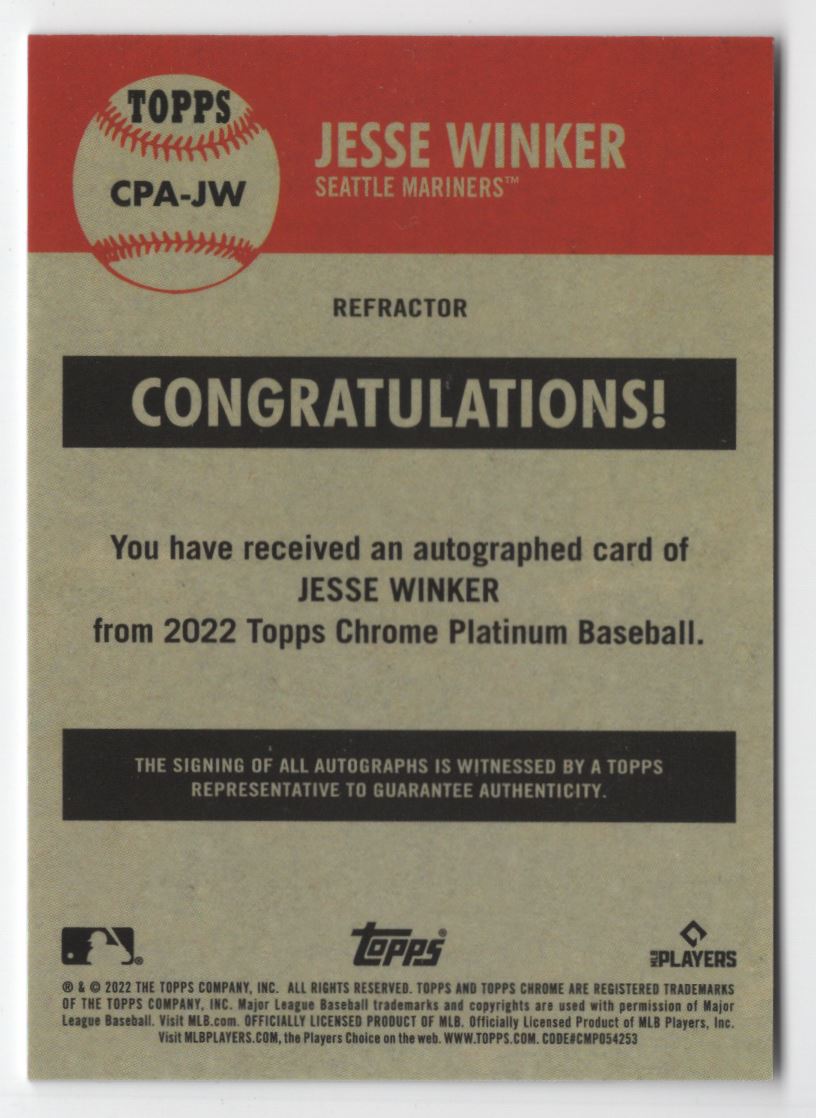 TOPPS
CPA-JW
JESSE WINKER
SEATTLE MARINERS™
REFRACTOR
CONGRATULATIONS!
You have received an autographed card of
JESSE WINKER
from 2022 Topps Chrome Platinum Baseball.
THE SIGNING OF ALL AUTOGRAPHS IS WITNESSED BY A TOPPS
REPRESENTATIVE TO GUARANTEE AUTHENTICITY.
®
Topps®
MLB PLAYERS
® & © 2022 THE TOPPS COMPANY, INC. ALL RIGHTS RESERVED. TOPPS AND TOPPS CHROME ARE REGISTERED TRADEMARKS
OF THE TOPPS COMPANY, INC. Major League Baseball trademarks and copyrights are used with permission of Major
League Baseball. Visit MLB.com. OFFICIALLY LICENSED PRODUCT OF MLB. Officially Licensed Product of MLB Players, Inc.
Visit MLBPLAYERS.COM, the Players Choice on the web. WWW.TOPPS.COM. CODE#CMP054253